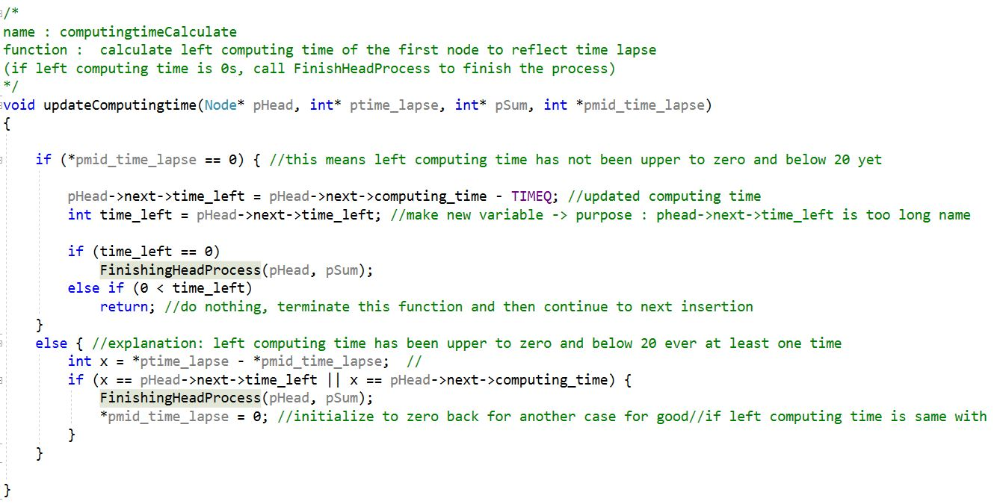 /*
name : computingtimeCalculate
function :  calculate left computing time of the first node to reflect time lapse
(if left computing time is 0s, call FinishHeadProcess to finish the process)
*/
void updateComputingtime(Node* pHead, int* ptime_lapse, int* pSum, int *pmid_time_lapse)
{
if (*pmid_time_lapse == 0) { //this means left computing time has not been upper to zero and below 20 yet
pHead->next->time_left = pHead->next->computing_time - TIMEQ; //updated computing time
int time_left = pHead->next->time_left; //make new variable -> purpose : phead->next->time_left is too long name
if (time_left == 0)
FinishingHeadProcess(pHead, pSum);
else if (0 < time_left)
return; //do nothing, terminate this function and then continue to next insertion
}
else { //explanation: left computing time has been upper to zero and below 20 ever at least one time
int x = *ptime_lapse - *pmid_time_lapse;  //
if (x == pHead->next->time_left || x == pHead->next->computing_time) {
FinishingHeadProcess(pHead, pSum);
*pmid_time_lapse = 0; //initialize to zero back for another case for good//if left computing time is same with
}
}
}